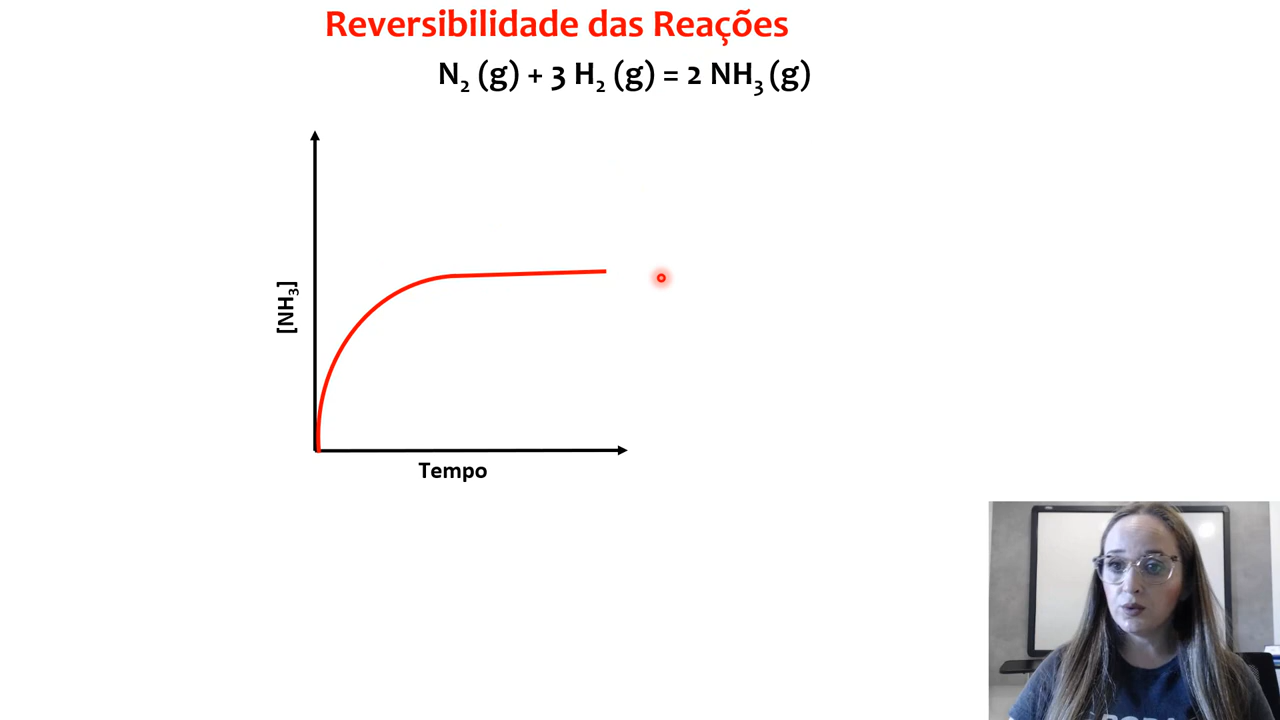 Reversibilidade das Reações
N₂ (g) + 3 H₂ (g) = 2 NH₃ (g)
[NH₃]
Tempo